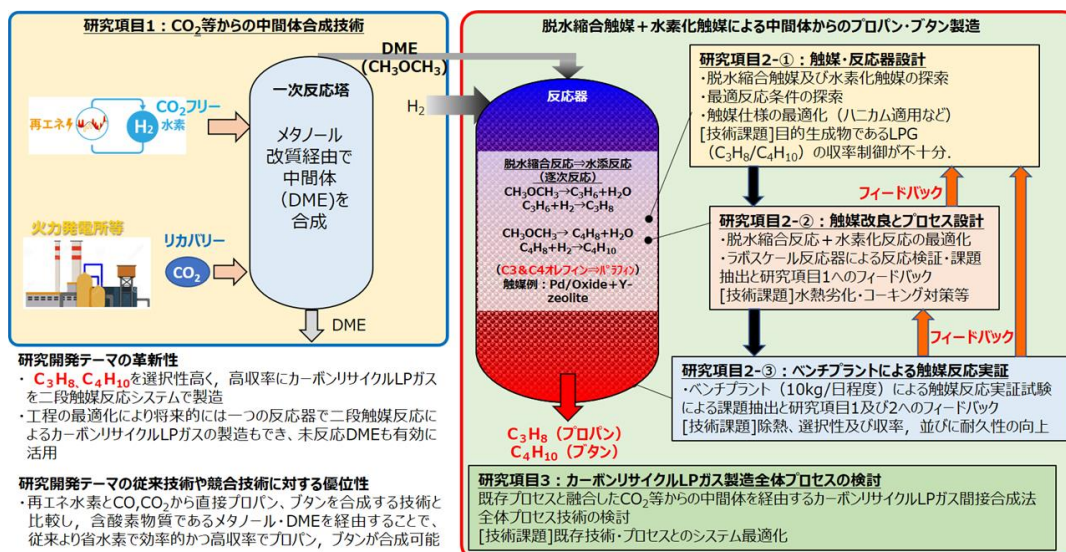 研究項目1：CO2等からの中間体合成技術
DME
(CH3OCH3)
一次反応塔
メタノール
改質経由で
中間体
（DME)を
合成
再エネ
H2
CO2フリー
水素
火力発電所等
リカバリー
CO2
DME
研究開発テーマの革新性
・ C3H8, C4H10を選択性高く，高収率にカーボンリサイクルLPガス
を二段触媒反応システムで製造
・工程の最適化により将来的には一つの反応器で二段触媒反応に
よるカーボンリサイクルLPガスの製造もでき、未反応DMEも有効に
活用
研究開発テーマの従来技術や競合技術に対する優位性
・再エネ水素とCO,CO2から直接プロパン、ブタンを合成する技術と
比較し，含酸素物質であるメタノール・DMEを経由することで、
従来より省水素で効率的かつ高収率でプロパン，ブタンが合成可能
脱水縮合触媒＋水素化触媒による中間体からのプロパン・ブタン製造
H2
反応器
脱水縮合反応⇒水添反応
（逐次反応）
CH3OCH3→C3H6+H2O
C3H6+H2→C3H8
CH3OCH3→ C4H8+H2O
C4H8+H2→C4H10
(C3&C4オレフィン⇒パラフィン)
触媒例：Pd/Oxide+Y-
zeolite
C3H8（プロパン）
C4H10（ブタン）
研究項目2-①：触媒・反応器設計
・脱水縮合触媒及び水素化触媒の探索
・最適反応条件の探索
・触媒仕様の最適化（ハニカム適用など）
[技術課題]目的生成物であるLPG
（C3H8/C4H10）の収率制御が不十分．
フィードバック
研究項目2-②：触媒改良とプロセス設計
・脱水縮合反応＋水素化反応の最適化
・ラボスケール反応器による反応検証・課題
抽出と研究項目1へのフィードバック
[技術課題]水熱劣化・コーキング対策等
フィードバック
研究項目2-③：ベンチプラントによる触媒反応実証
・ベンチプラント（10kg/日程度）による触媒反応実証試験
による課題抽出と研究項目1及び2へのフィードバック
[技術課題]除熱、選択性及び収率，並びに耐久性の向上
研究項目3：カーボンリサイクルLPガス製造全体プロセスの検討
既存プロセスと融合したCO2等からの中間体を経由するカーボンリサイクルLPガス間接合成法
全体プロセス技術の検討
[技術課題]既存技術・プロセスとのシステム最適化